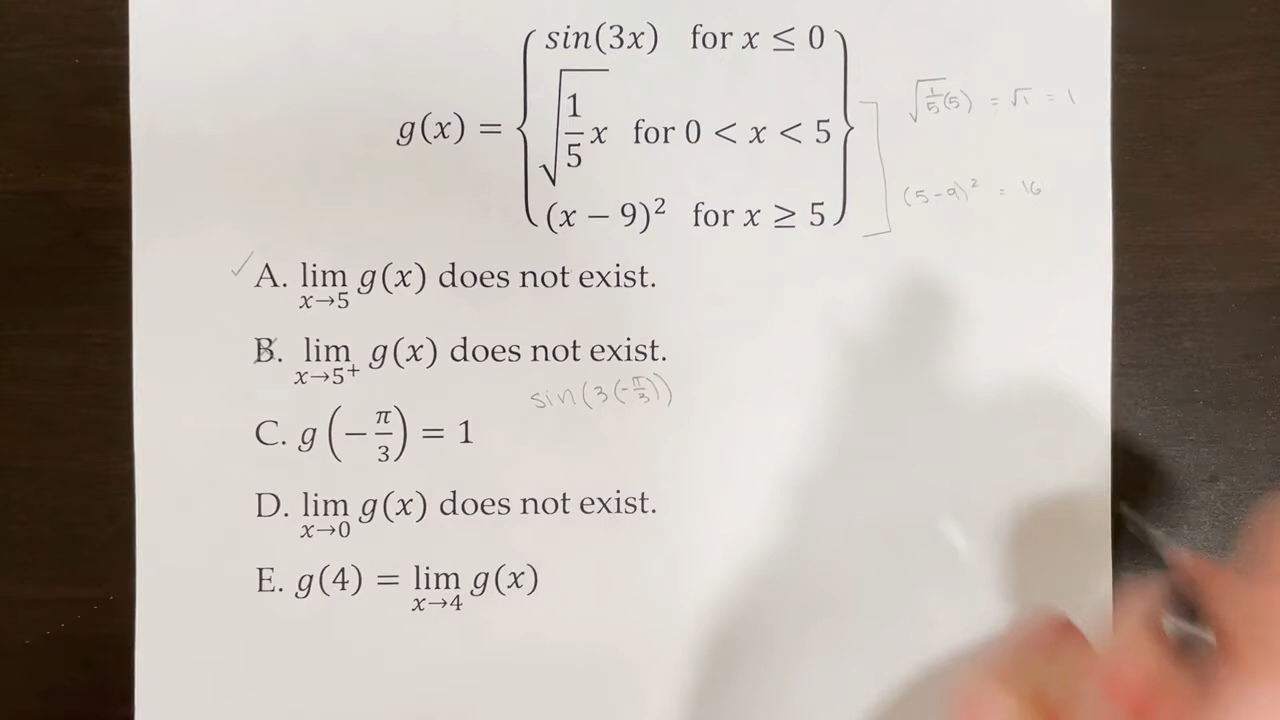 g(x) = { sin(3x) for x ≤ 0
√(1/5 x) for 0 < x < 5
(x − 9)² for x ≥ 5 }
√(1/5 (5)) = √1 = 1
(5-9)² = 16
✓ A. lim x→5 g(x) does not exist.
B. lim x→5⁺ g(x) does not exist.
sin(3(-π/3))
C. g(−π/3) = 1
D. lim x→0 g(x) does not exist.
E. g(4) = lim x→4 g(x)